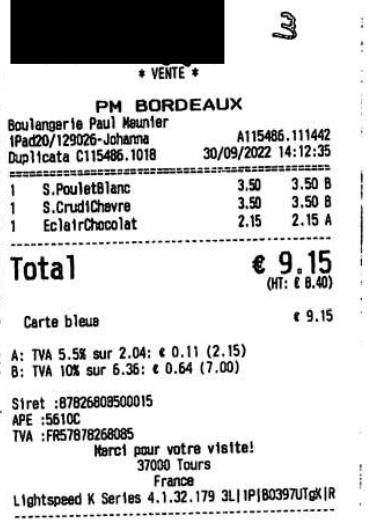 * VENTE *
PM BORDEAUX
Boulangerie Paul Meunier
iPad20/129026-Johanna A115486.111442
Duplicata C115486.1018 30/09/2022 14:12:35
1 S.PouletBlanc 3.50 3.50 B
1 S.CrudiChevre 3.50 3.50 B
1 EclairChocolat 2.15 2.15 A
Total € 9.15
(HT: € 8.40)
Carte bleue € 9.15
A: TVA 5.5% sur 2.04: € 0.11 (2.15)
B: TVA 10% sur 6.36: € 0.64 (7.00)
Siret :87826808500015
APE :5610C
TVA :FR57878268085
Merci pour votre visite!
37000 Tours
France
Lightspeed K Series 4.1.32.179 3L|1P|B0397UTgX|R